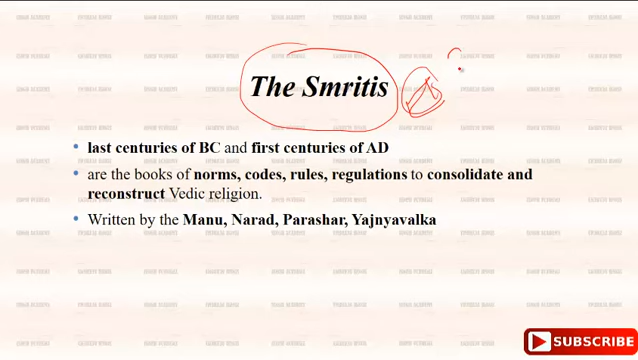 The Smritis
• last centuries of BC and first centuries of AD
• are the books of norms, codes, rules, regulations to consolidate and
reconstruct Vedic religion.
• Written by the Manu, Narad, Parashar, Yajnyavalka
SUBSCRIBE